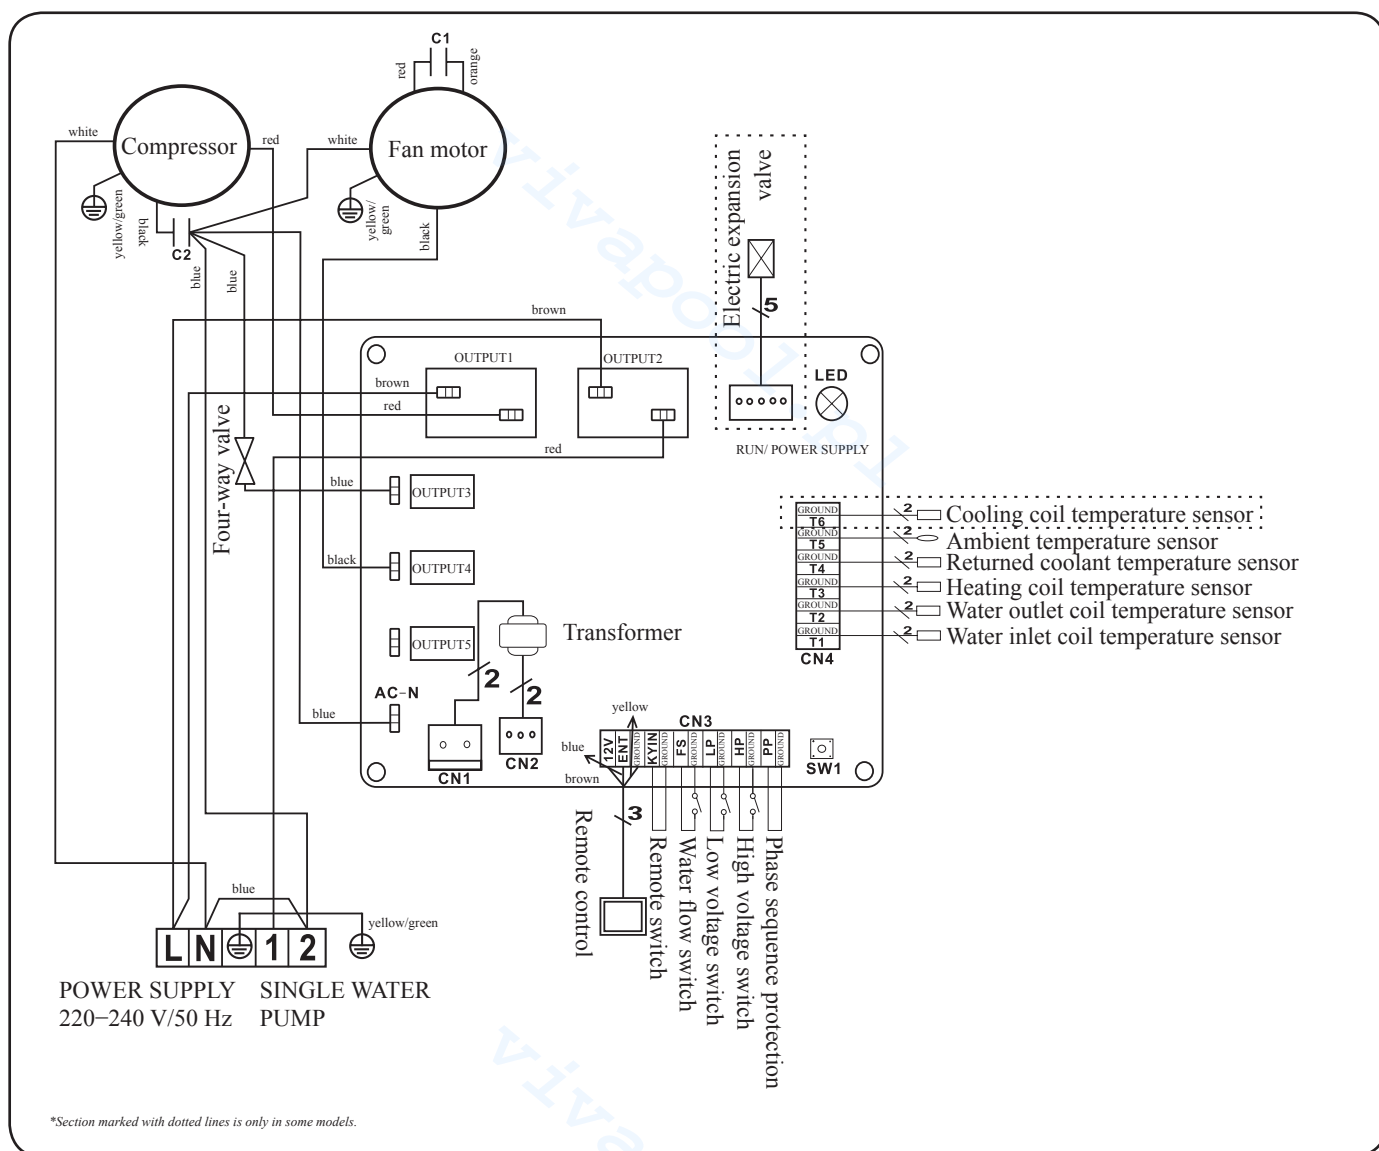 C1
red
orange
white
Compressor
red
white
Fan motor
yellow/green
black
C2
yellow/
green
black
blue
blue
Electric expansion
valve
5
brown
OUTPUT1
OUTPUT2
LED
brown
red
RUN/ POWER SUPPLY
red
Four-way valve
blue
OUTPUT3
black
OUTPUT4
OUTPUT5
Transformer
2
2
AC-N
blue
CN1
CN2
GROUND
T6
2
Cooling coil temperature sensor
GROUND
T5
2
Ambient temperature sensor
GROUND
T4
2
Returned coolant temperature sensor
GROUND
T3
2
Heating coil temperature sensor
GROUND
T2
2
Water outlet coil temperature sensor
GROUND
T1
2
Water inlet coil temperature sensor
CN4
yellow
CN3
blue
brown
12V
ENT
GROUND
KYIN
GROUND
FS
GROUND
LP
GROUND
HP
GROUND
PP
GROUND
SW1
3
Remote control
Remote switch
Water flow switch
Low voltage switch
High voltage switch
Phase sequence protection
blue
yellow/green
L N 1 2
POWER SUPPLY
220–240 V/50 Hz
SINGLE WATER
PUMP
*Section marked with dotted lines is only in some models.
vivapool.pl
viva